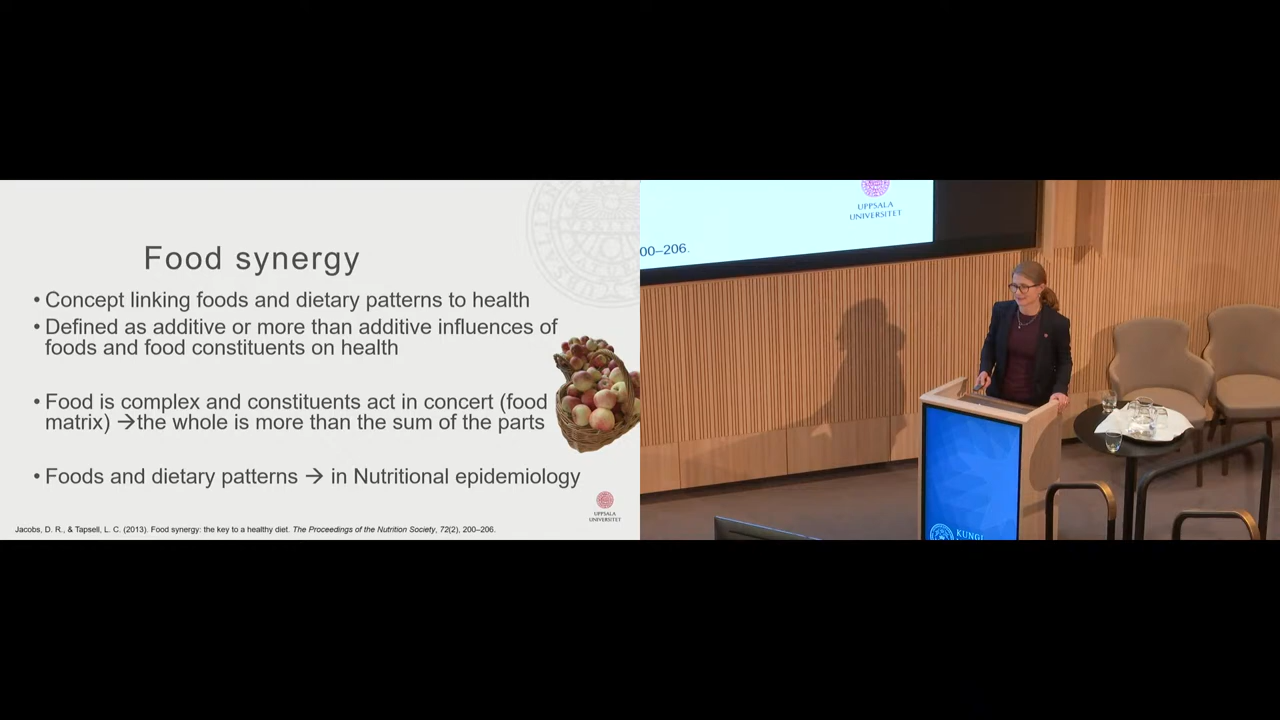 Food synergy
• Concept linking foods and dietary patterns to health
• Defined as additive or more than additive influences of
foods and food constituents on health
• Food is complex and constituents act in concert (food
matrix) →the whole is more than the sum of the parts
• Foods and dietary patterns → in Nutritional epidemiology
UPPSALA
UNIVERSITET
Jacobs, D. R., & Tapsell, L. C. (2013). Food synergy: the key to a healthy diet. The Proceedings of the Nutrition Society, 72(2), 200–206.
UPPSALA
UNIVERSITET
00–206.
KUNGL